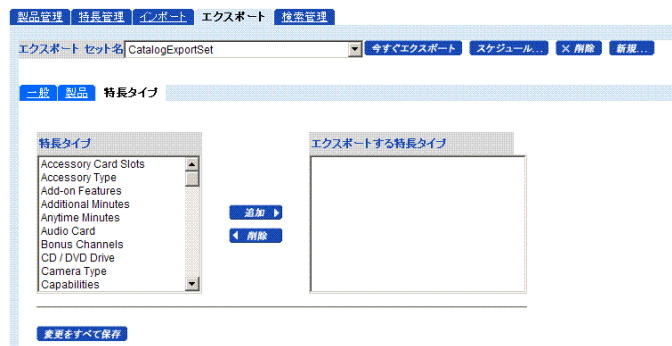 製品管理 特長管理 インポート エクスポート 検索管理
エクスポート セット名 CatalogExportSet 今すぐエクスポート スケジュール... × 削除 新規...
一般 製品 特長タイプ
特長タイプ エクスポートする特長タイプ
Accessory Card Slots
Accessory Type
Add-on Features
Additional Minutes
Anytime Minutes
Audio Card
Bonus Channels
CD / DVD Drive
Camera Type
Capabilities
追加
削除
変更をすべて保存